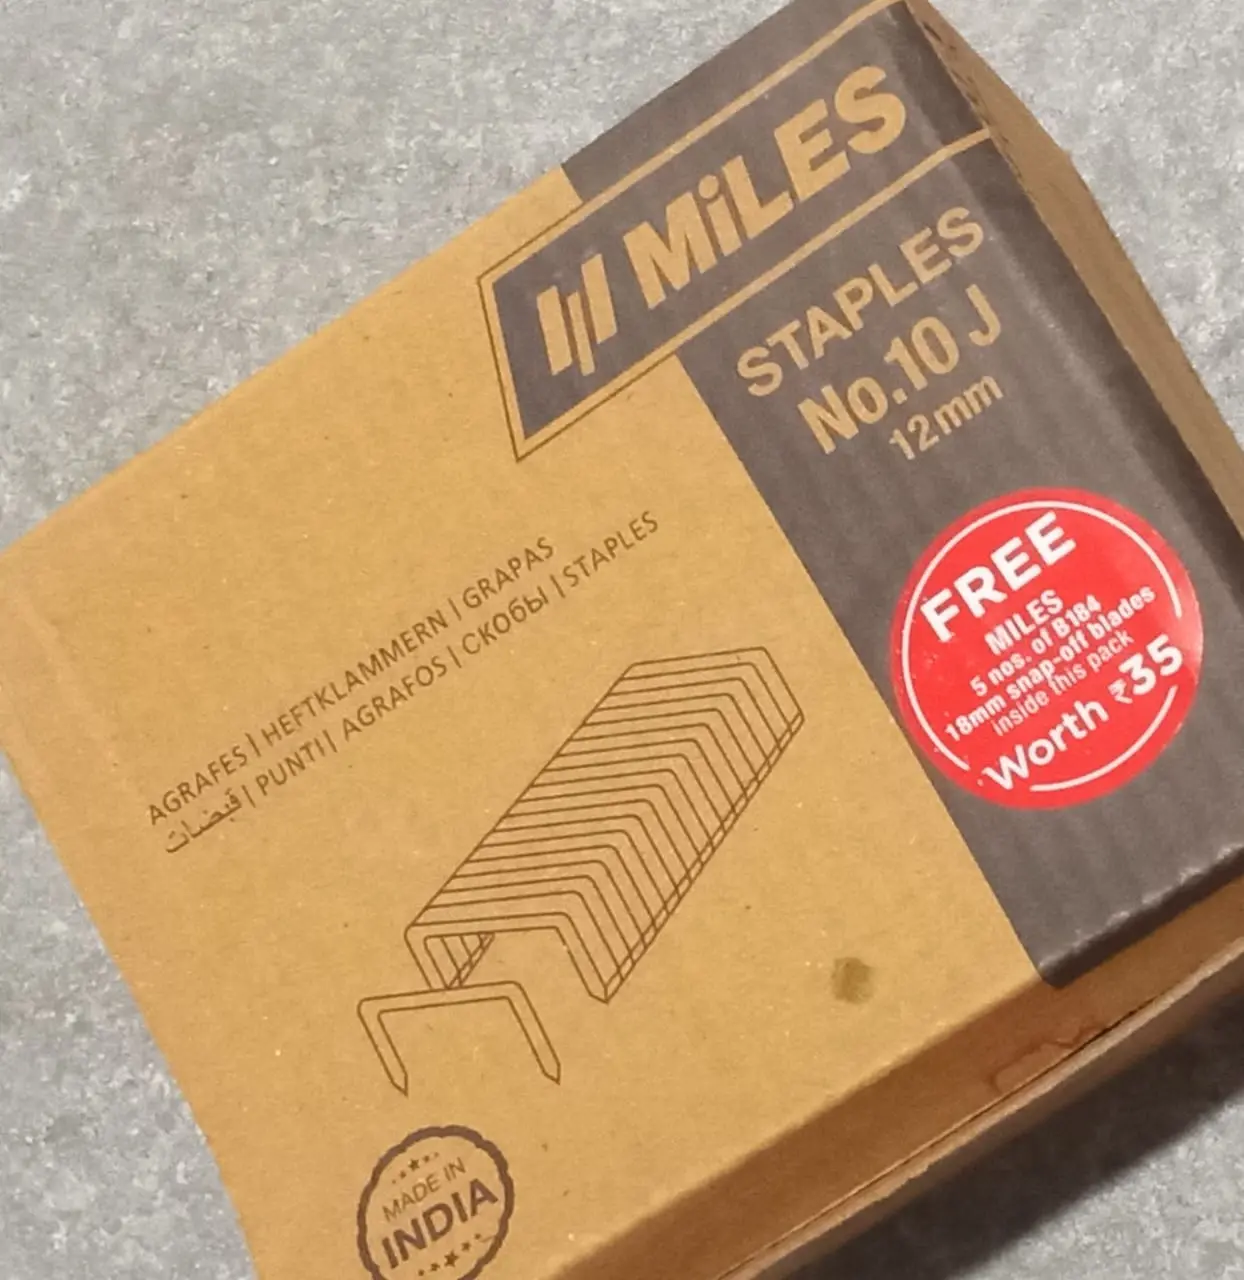 MiLES
STAPLES
No.10 J
12mm
FREE
MILES
5 nos. of B184
18mm snap-off blades
inside this pack
Worth ₹35
AGRAFES | HEFTKLAMMERN | GRAPAS
قبضات | PUNTI | AGRAFOS | СКОбЫ | STAPLES
MADE IN
INDIA